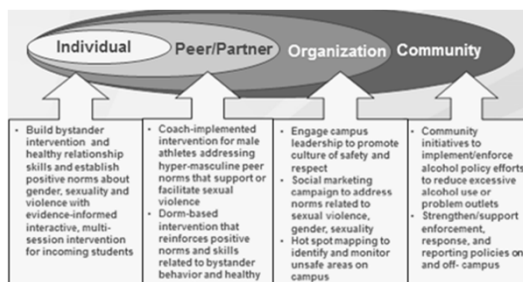 Individual
Peer/Partner
Organization
Community
• Build bystander
intervention and
healthy relationship
skills and establish
positive norms about
gender, sexuality and
violence with
evidence-informed
interactive, multi-
session intervention
for incoming students
• Coach-implemented
intervention for male
athletes addressing
hyper-masculine peer
norms that support or
facilitate sexual
violence
• Dorm-based
intervention that
reinforces positive
norms and skills
related to bystander
behavior and healthy
• Engage campus
leadership to promote
culture of safety and
respect
• Social marketing
campaign to address
norms related to
sexual violence,
gender, sexuality
• Hot spot mapping to
identify and monitor
unsafe areas on
campus
• Community
initiatives to
implement/enforce
alcohol policy efforts
to reduce excessive
alcohol use or
problem outlets
• Strengthen/support
enforcement,
response, and
reporting policies on
and off- campus